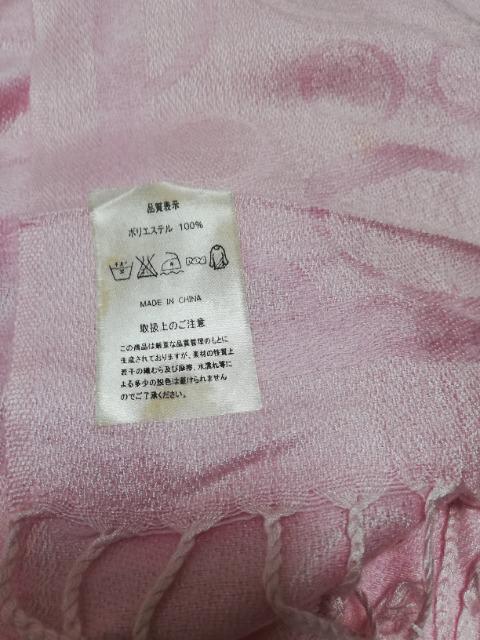 品質表示
ポリエステル 100%
MADE IN CHINA
取扱上のご注意
この商品は厳重な品質管理のもとに
生産されておりますが、素材の特質上
若干の織むら及び摩擦、水濡れ等に
よる多少の脱色は避けられません
のでご了承ください。